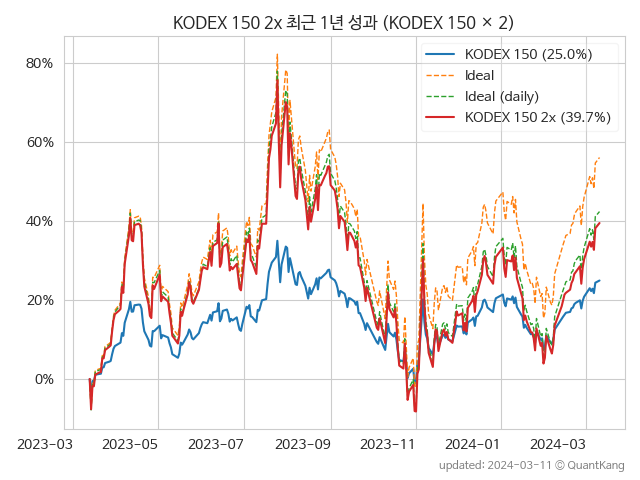 KODEX 150 2x 최근 1년 성과 (KODEX 150 × 2)
KODEX 150 (25.0%)
Ideal
Ideal (daily)
KODEX 150 2x (39.7%)
80%
60%
40%
20%
0%
2023-03 2023-05 2023-07 2023-09 2023-11 2024-01 2024-03
updated: 2024-03-11 © QuantKang